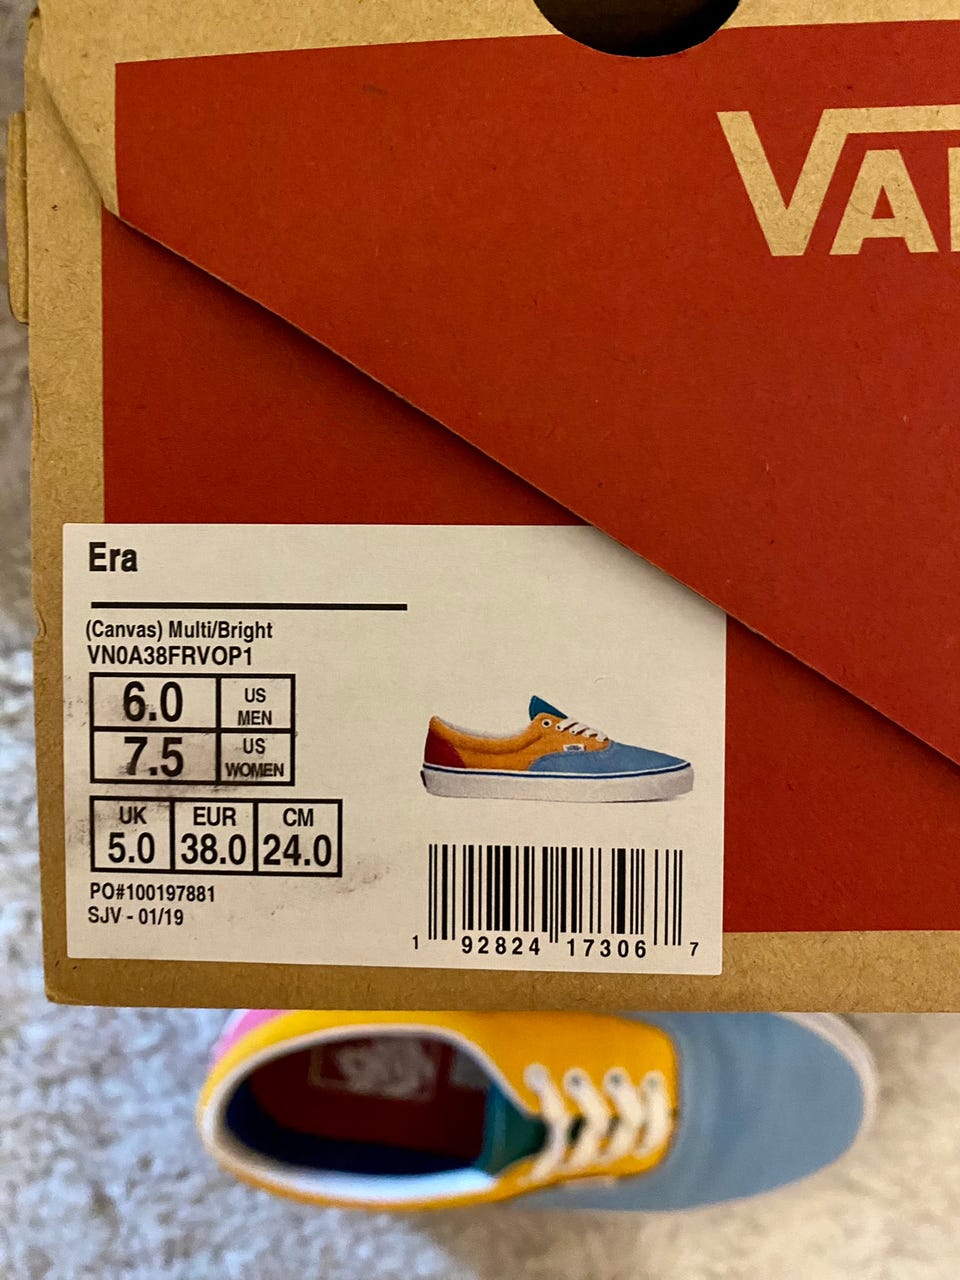 VAN
Era
(Canvas) Multi/Bright
VN0A38FRVOP1
6.0 US MEN
7.5 US WOMEN
UK EUR CM
5.0 38.0 24.0
PO#100197881
SJV - 01/19
1 92824 17306 7